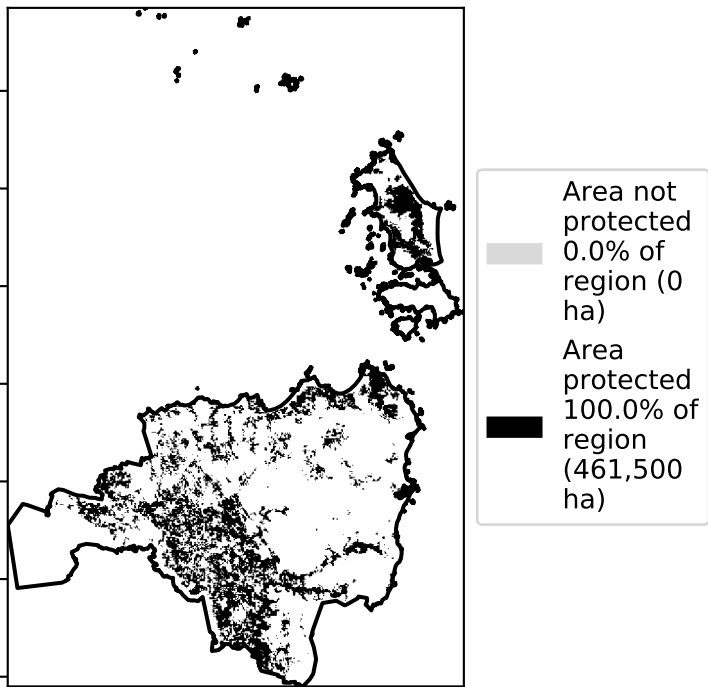 Area not
protected
0.0% of
region (0
ha)
Area
protected
100.0% of
region
(461,500
ha)